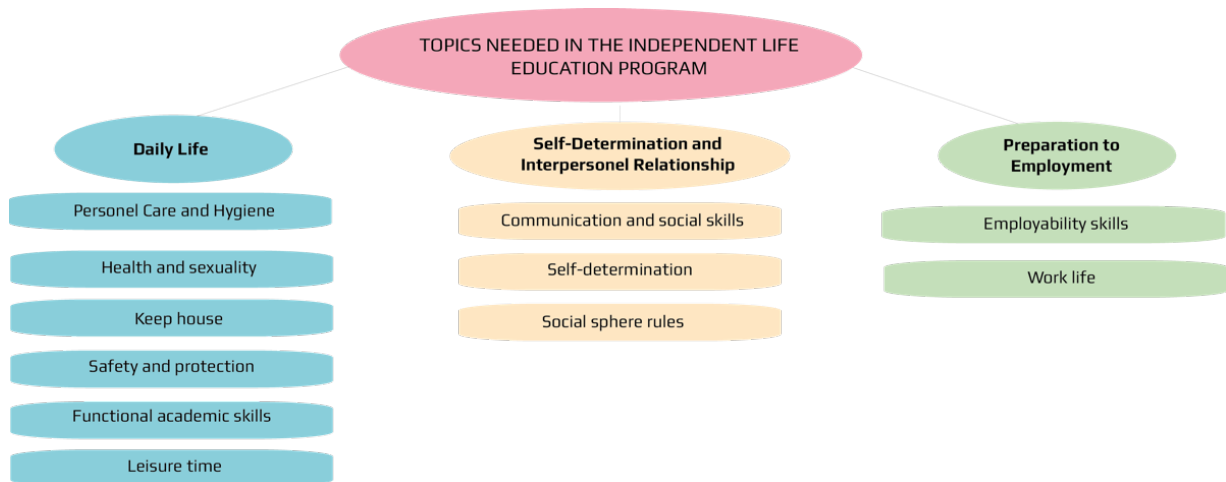 TOPICS NEEDED IN THE INDEPENDENT LIFE
EDUCATION PROGRAM
Daily Life
Personel Care and Hygiene
Health and sexuality
Keep house
Safety and protection
Functional academic skills
Leisure time
Self-Determination and
Interpersonel Relationship
Communication and social skills
Self-determination
Social sphere rules
Preparation to
Employment
Employability skills
Work life